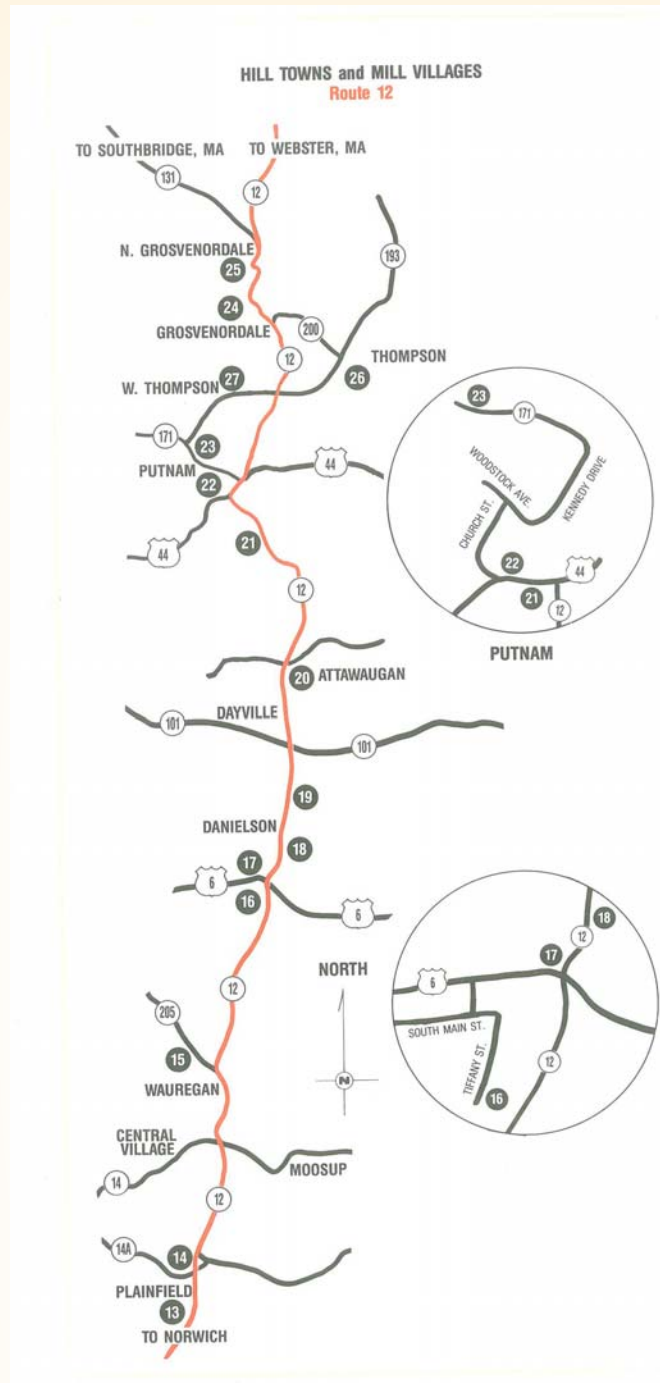 HILL TOWNS and MILL VILLAGES
Route 12
TO SOUTHBRIDGE, MA
TO WEBSTER, MA
131
12
N. GROSVENORDALE
25
193
24
GROSVENORDALE
200
12
THOMPSON
26
27
W. THOMPSON
171
23
PUTNAM
44
22
44
21
12
23
171
WOODSTOCK AVE.
KENNEDY DRIVE
CHURCH ST.
22
44
21
12
PUTNAM
20
ATTAWAUGAN
DAYVILLE
101
101
19
DANIELSON
18
17
6
16
6
NORTH
N
12
205
15
WAUREGAN
CENTRAL
VILLAGE
MOOSUP
14
12
14A
14
PLAINFIELD
13
TO NORWICH
18
12
17
6
SOUTH MAIN ST.
TIFFANY ST.
12
16